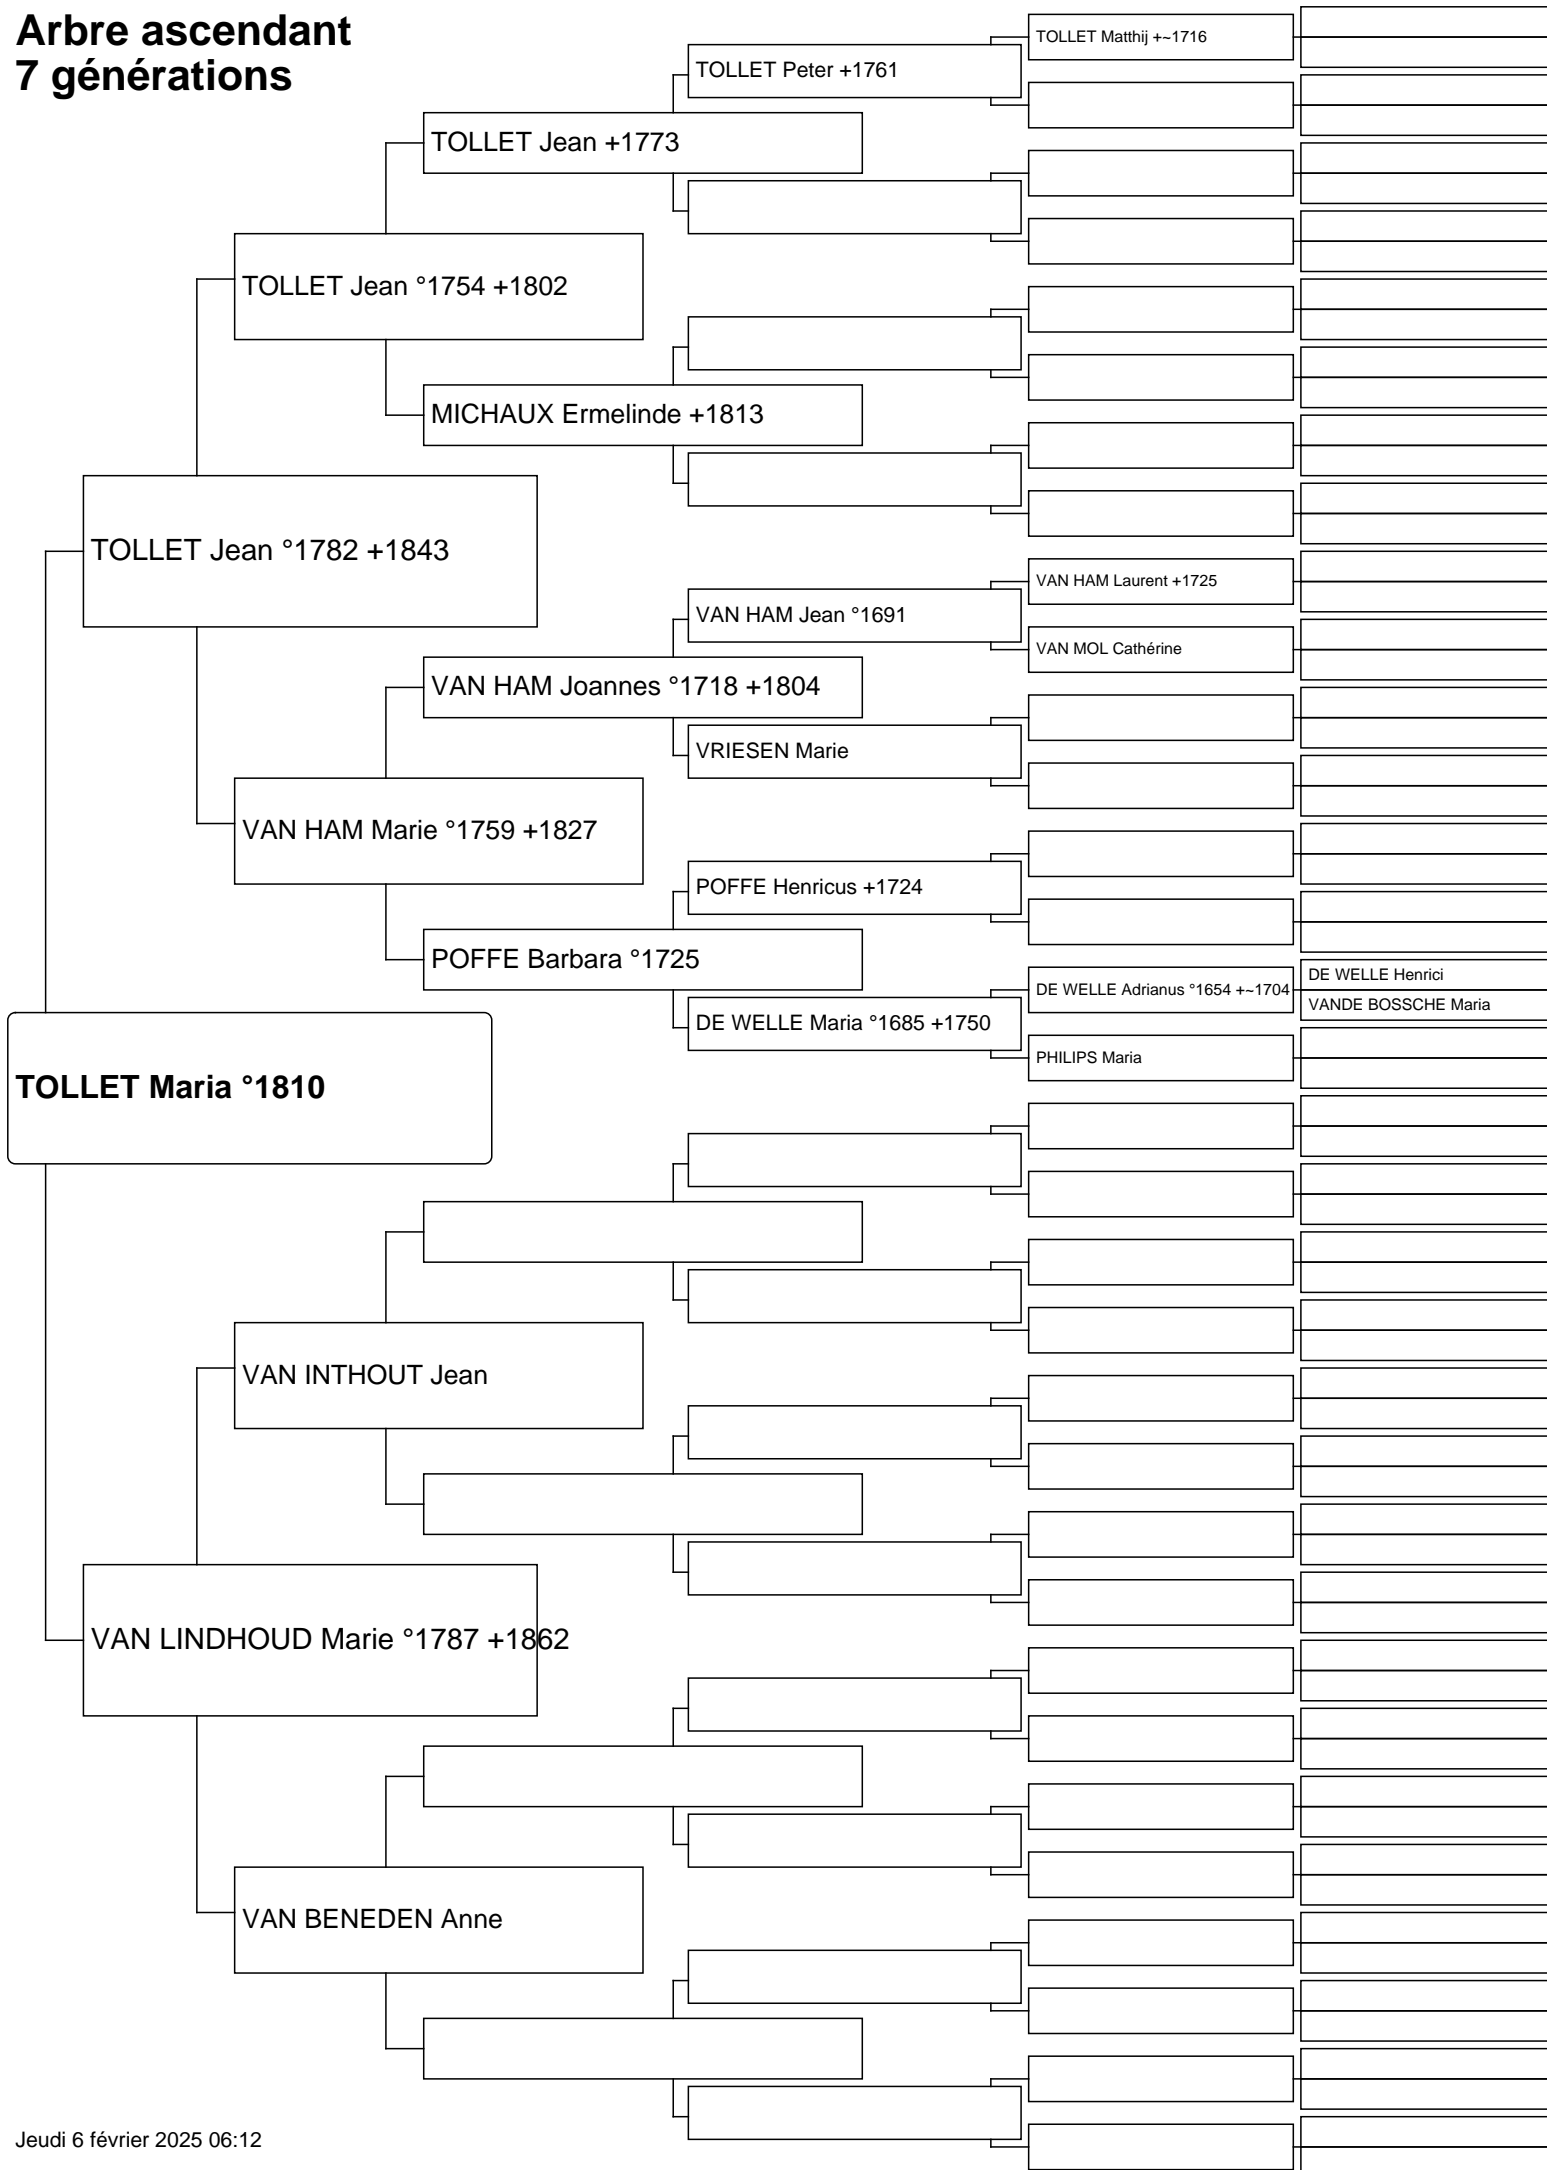 Arbre ascendant
7 générations
TOLLET Matthij +~1716
TOLLET Peter +1761
TOLLET Jean +1773
TOLLET Jean °1754 +1802
MICHAUX Ermelinde +1813
TOLLET Jean °1782 +1843
VAN HAM Laurent +1725
VAN HAM Jean °1691
VAN MOL Cathérine
VAN HAM Joannes °1718 +1804
VRIESEN Marie
VAN HAM Marie °1759 +1827
POFFE Henricus +1724
POFFE Barbara °1725
DE WELLE Henrici
DE WELLE Adrianus °1654 +~1704
VANDE BOSSCHE Maria
DE WELLE Maria °1685 +1750
PHILIPS Maria
TOLLET Maria °1810
VAN INTHOUT Jean
VAN LINDHOUD Marie °1787 +1862
VAN BENEDEN Anne
Jeudi 6 février 2025 06:12